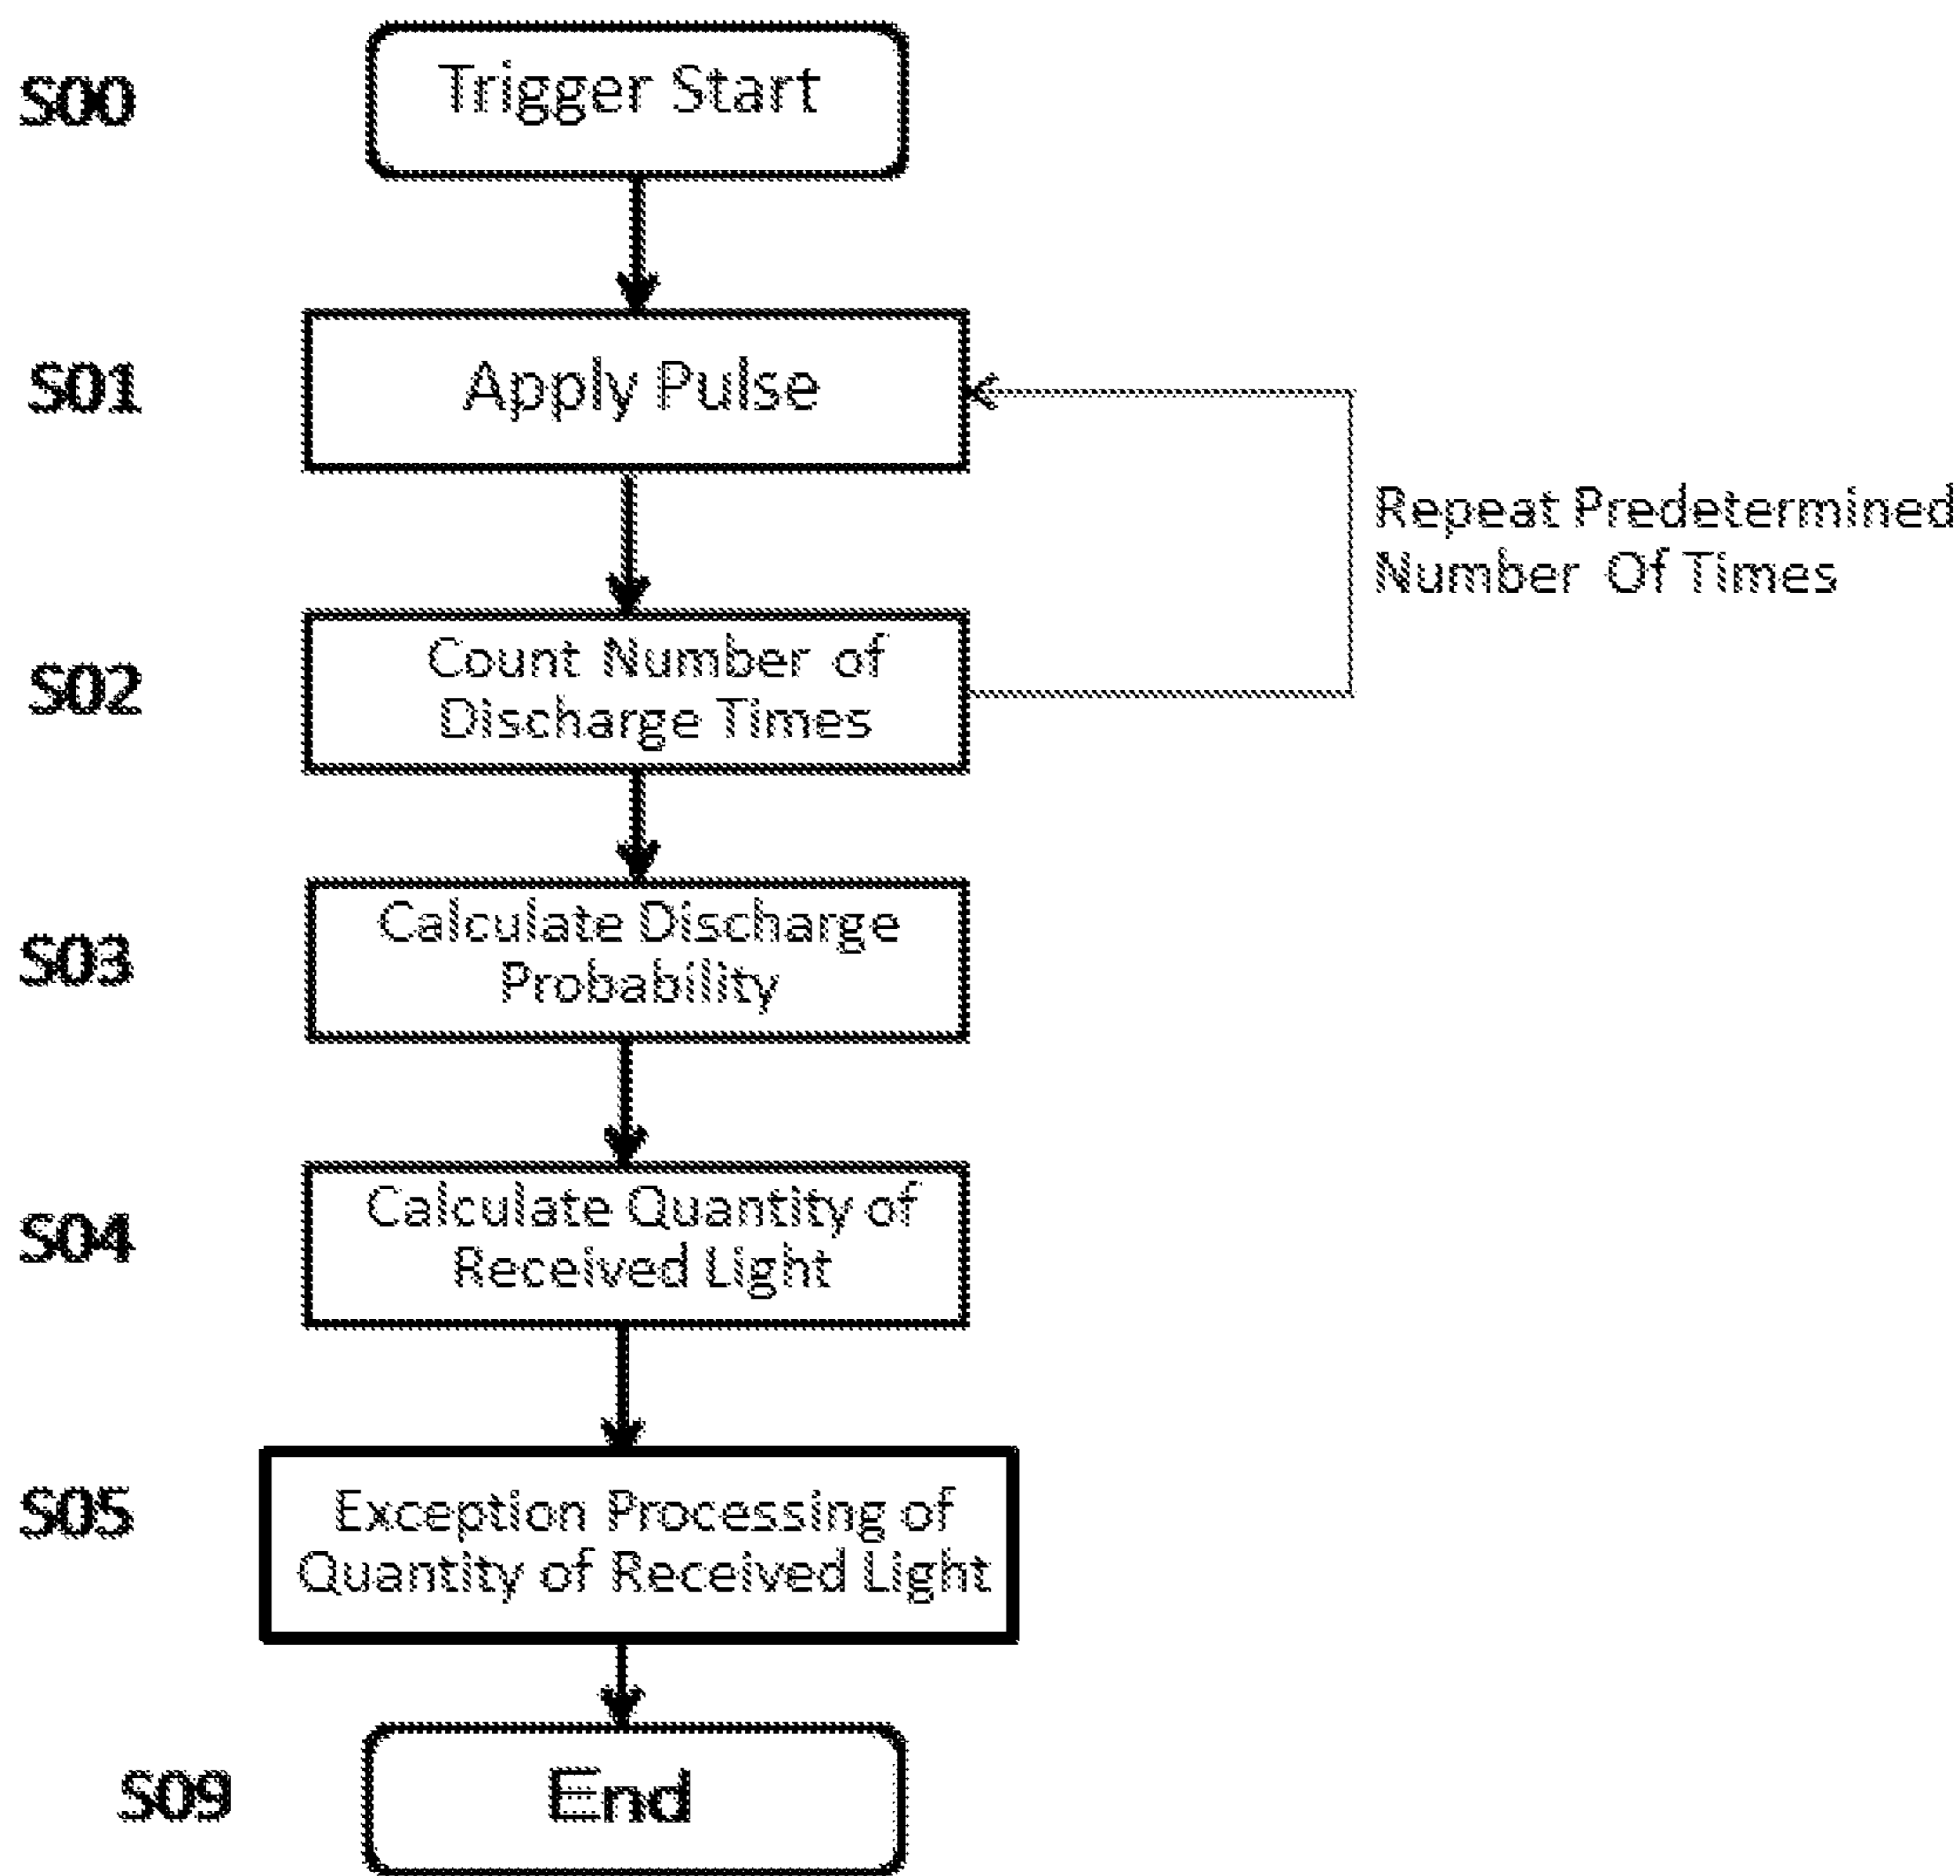 S00
Trigger Start
S01
Apply Pulse
Repeat Predetermined
Number Of Times
S02
Count Number of
Discharge Times
S03
Calculate Discharge
Probability
S04
Calculate Quantity of
Received Light
S05
Exception Processing of
Quantity of Received Light
S09
End